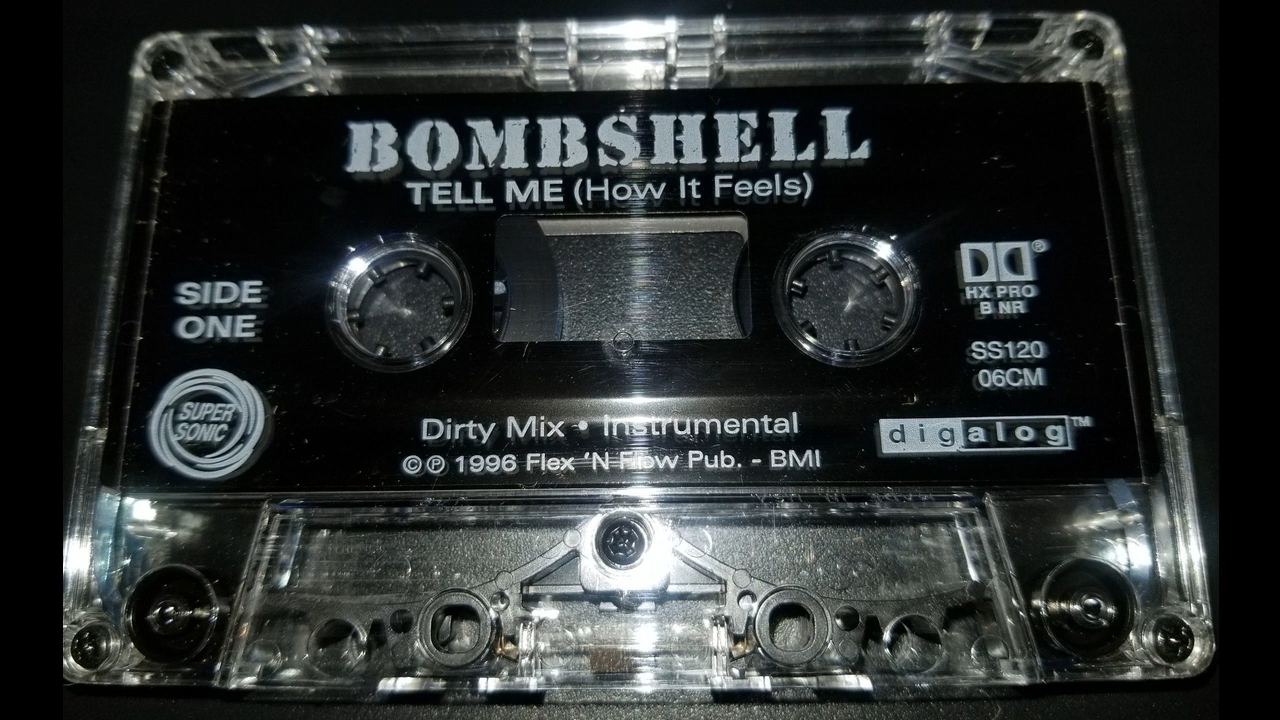 BOMBSHELL
TELL ME (How It Feels)
SIDE
ONE
HX PRO
B NR
SS120
06CM
SUPER
SONIC
Dirty Mix • Instrumental
©℗ 1996 Flex 'N Flow Pub. - BMI
digalog™